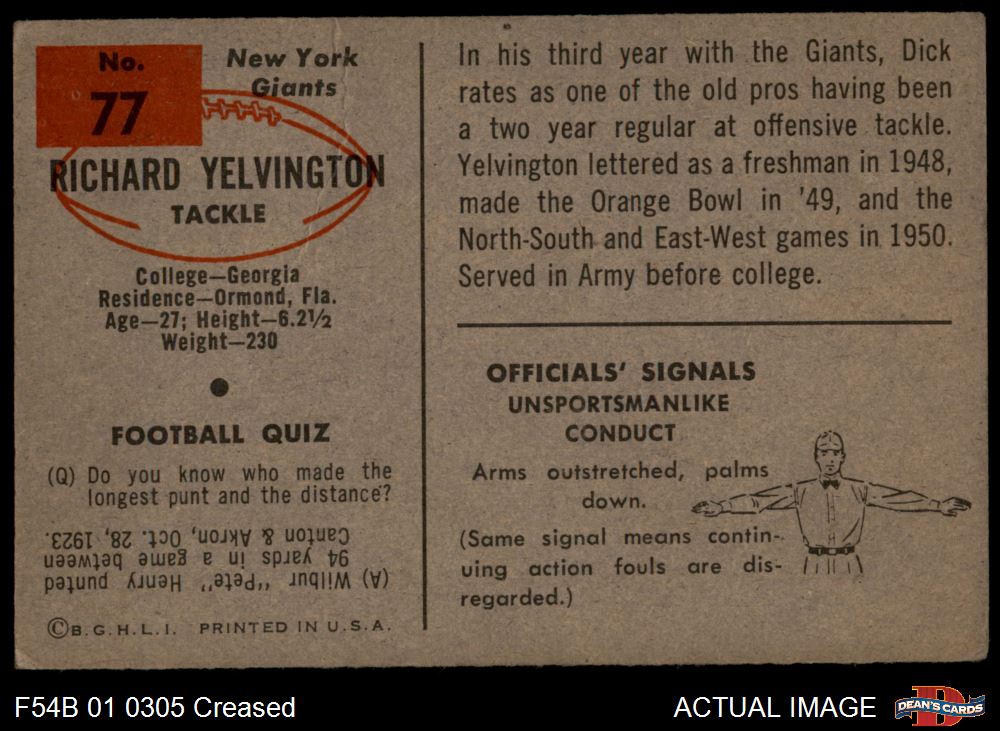 No.
77
New York
Giants
RICHARD YELVINGTON
TACKLE
College—Georgia
Residence—Ormond, Fla.
Age—27; Height—6.2½
Weight—230
FOOTBALL QUIZ
(Q) Do you know who made the
longest punt and the distance?
(A) Wilbur "Pete" Henry punted
94 yards in a game between
Canton & Akron, Oct. 28, 1923.
©B.G.H.L.I. PRINTED IN U.S.A.
In his third year with the Giants, Dick
rates as one of the old pros having been
a two year regular at offensive tackle.
Yelvington lettered as a freshman in 1948,
made the Orange Bowl in '49, and the
North-South and East-West games in 1950.
Served in Army before college.
OFFICIALS' SIGNALS
UNSPORTSMANLIKE
CONDUCT
Arms outstretched, palms
down.
(Same signal means contin-
uing action fouls are dis-
regarded.)
F54B 01 0305 Creased
ACTUAL IMAGE
D
DEAN'S CARDS